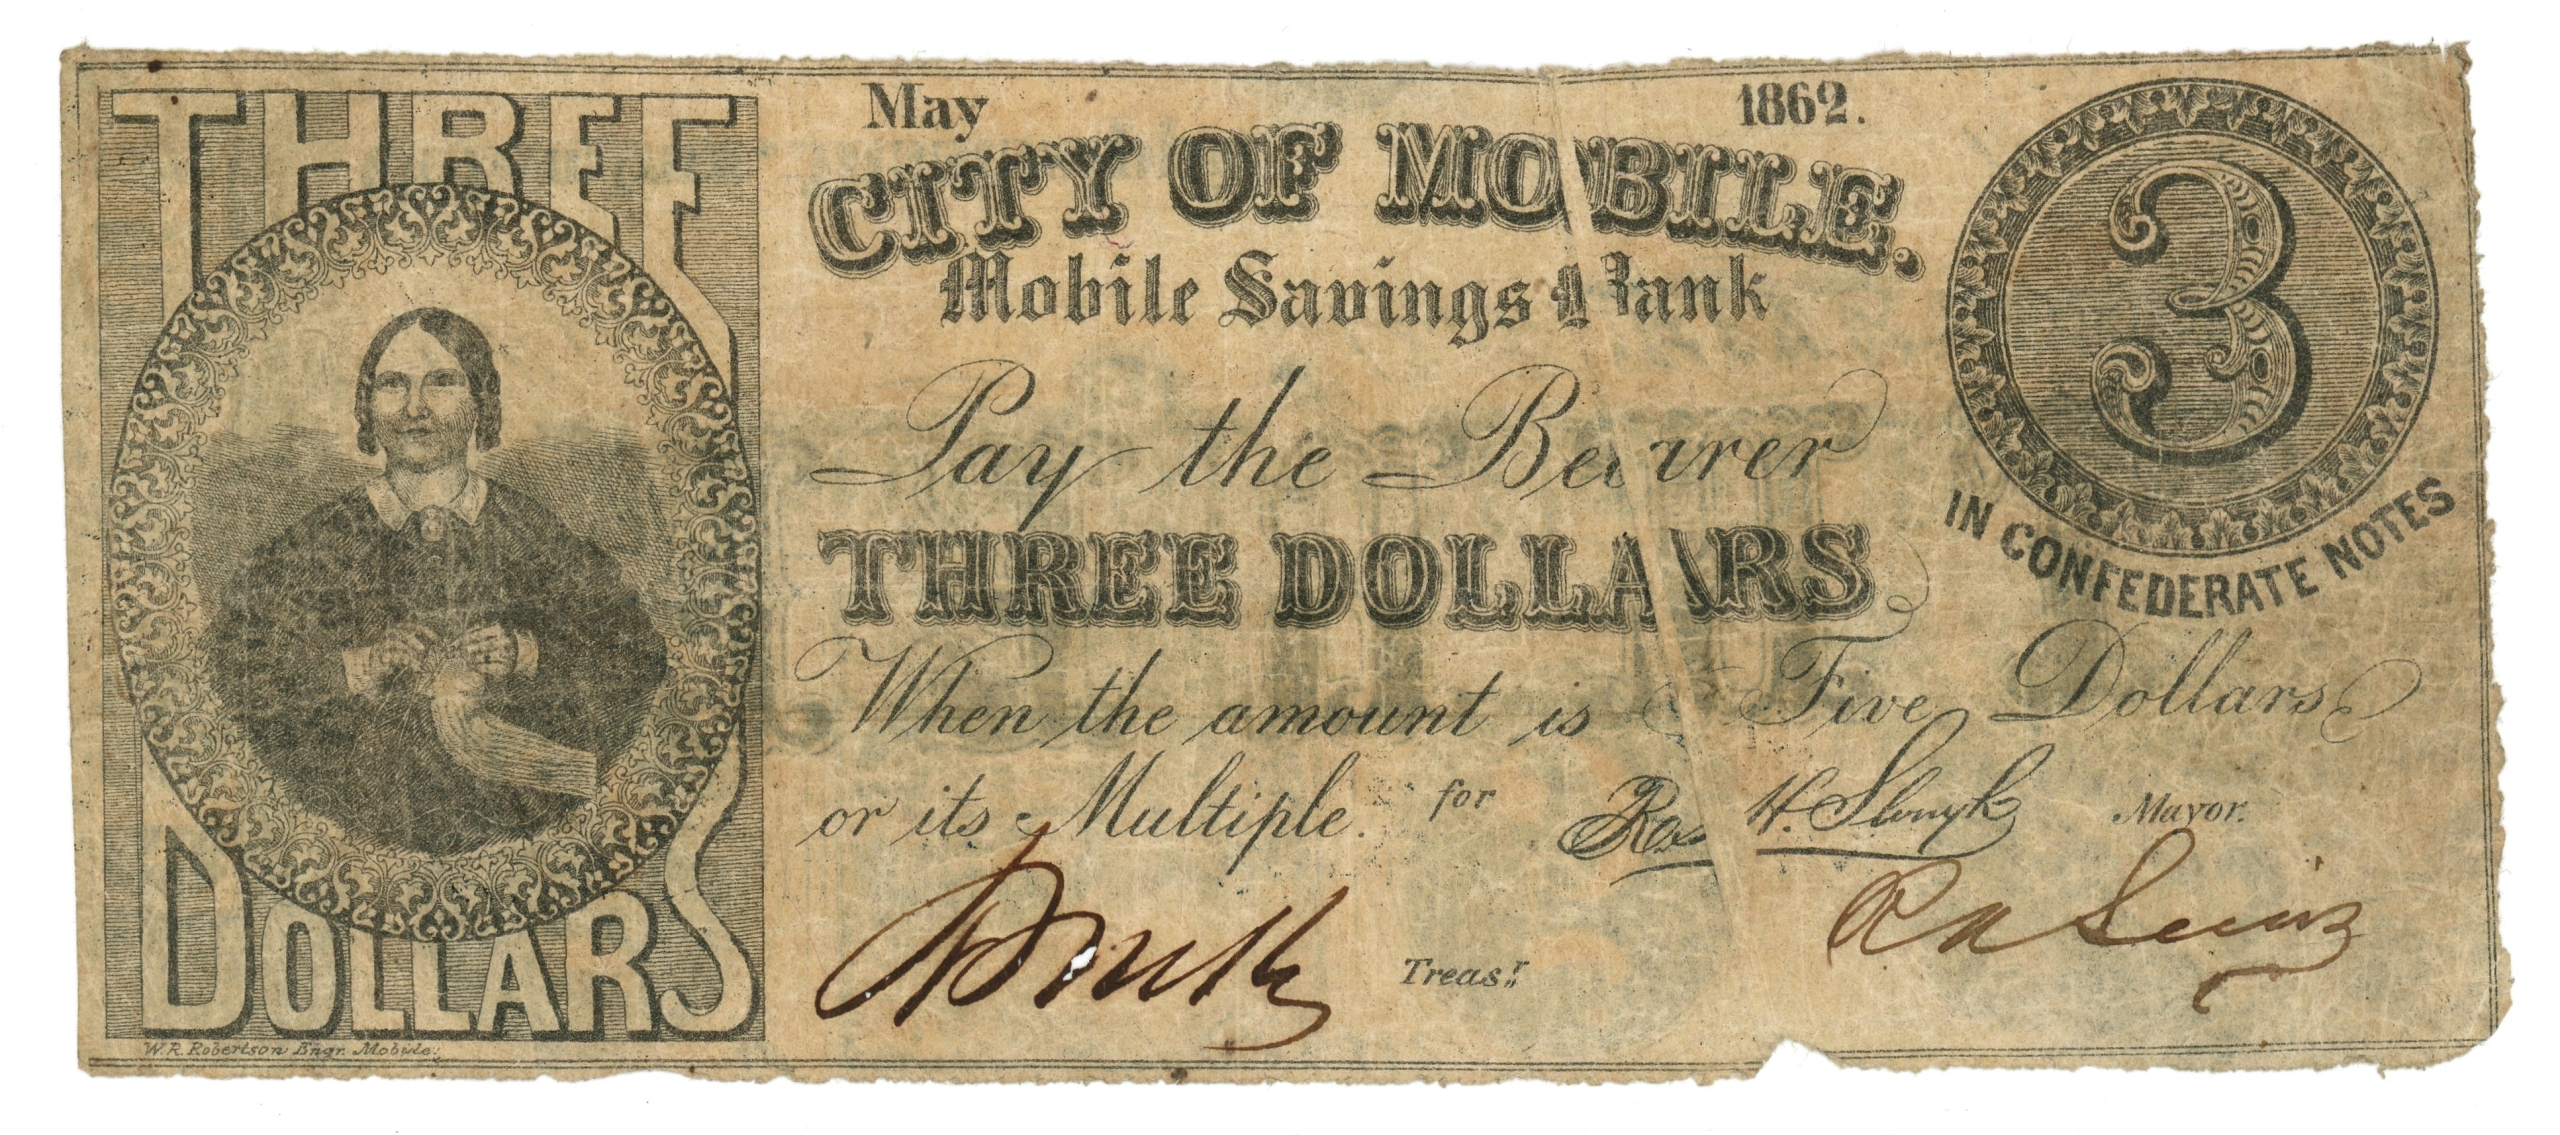 THREE
DOLLARS
W.R. Robertson Engr. Mobile.
May 1862.
CITY OF MOBILE.
Mobile Savings Bank
Pay the Bearer
THREE DOLLARS
When the amount is Five Dollars
or its Multiple. for
Mayor.
Treas.r
3
IN CONFEDERATE NOTES